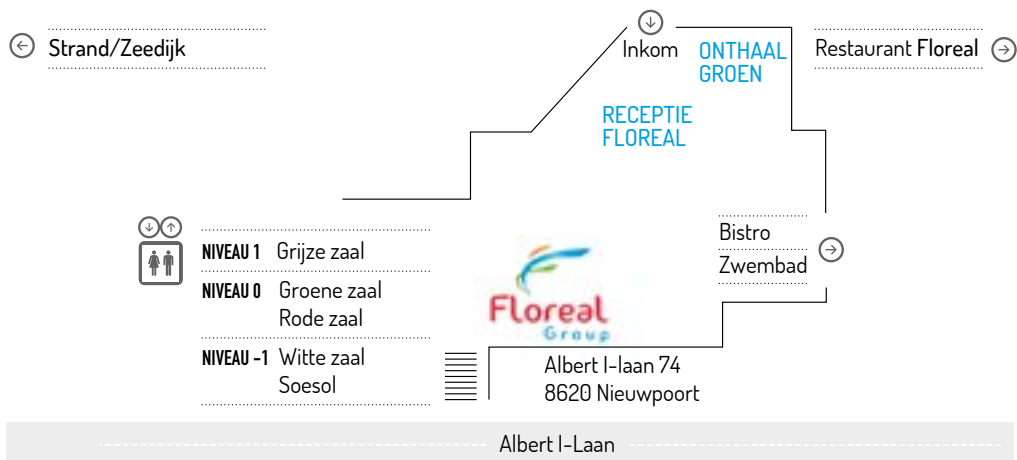 Strand/Zeedijk
Inkom
ONTHAAL
GROEN
Restaurant Floreal
RECEPTIE
FLOREAL
NIVEAU 1 Grijze zaal
NIVEAU 0 Groene zaal
Rode zaal
NIVEAU -1 Witte zaal
Soesol
Bistro
Zwembad
Floreal
Group
Albert I-laan 74
8620 Nieuwpoort
Albert I-Laan